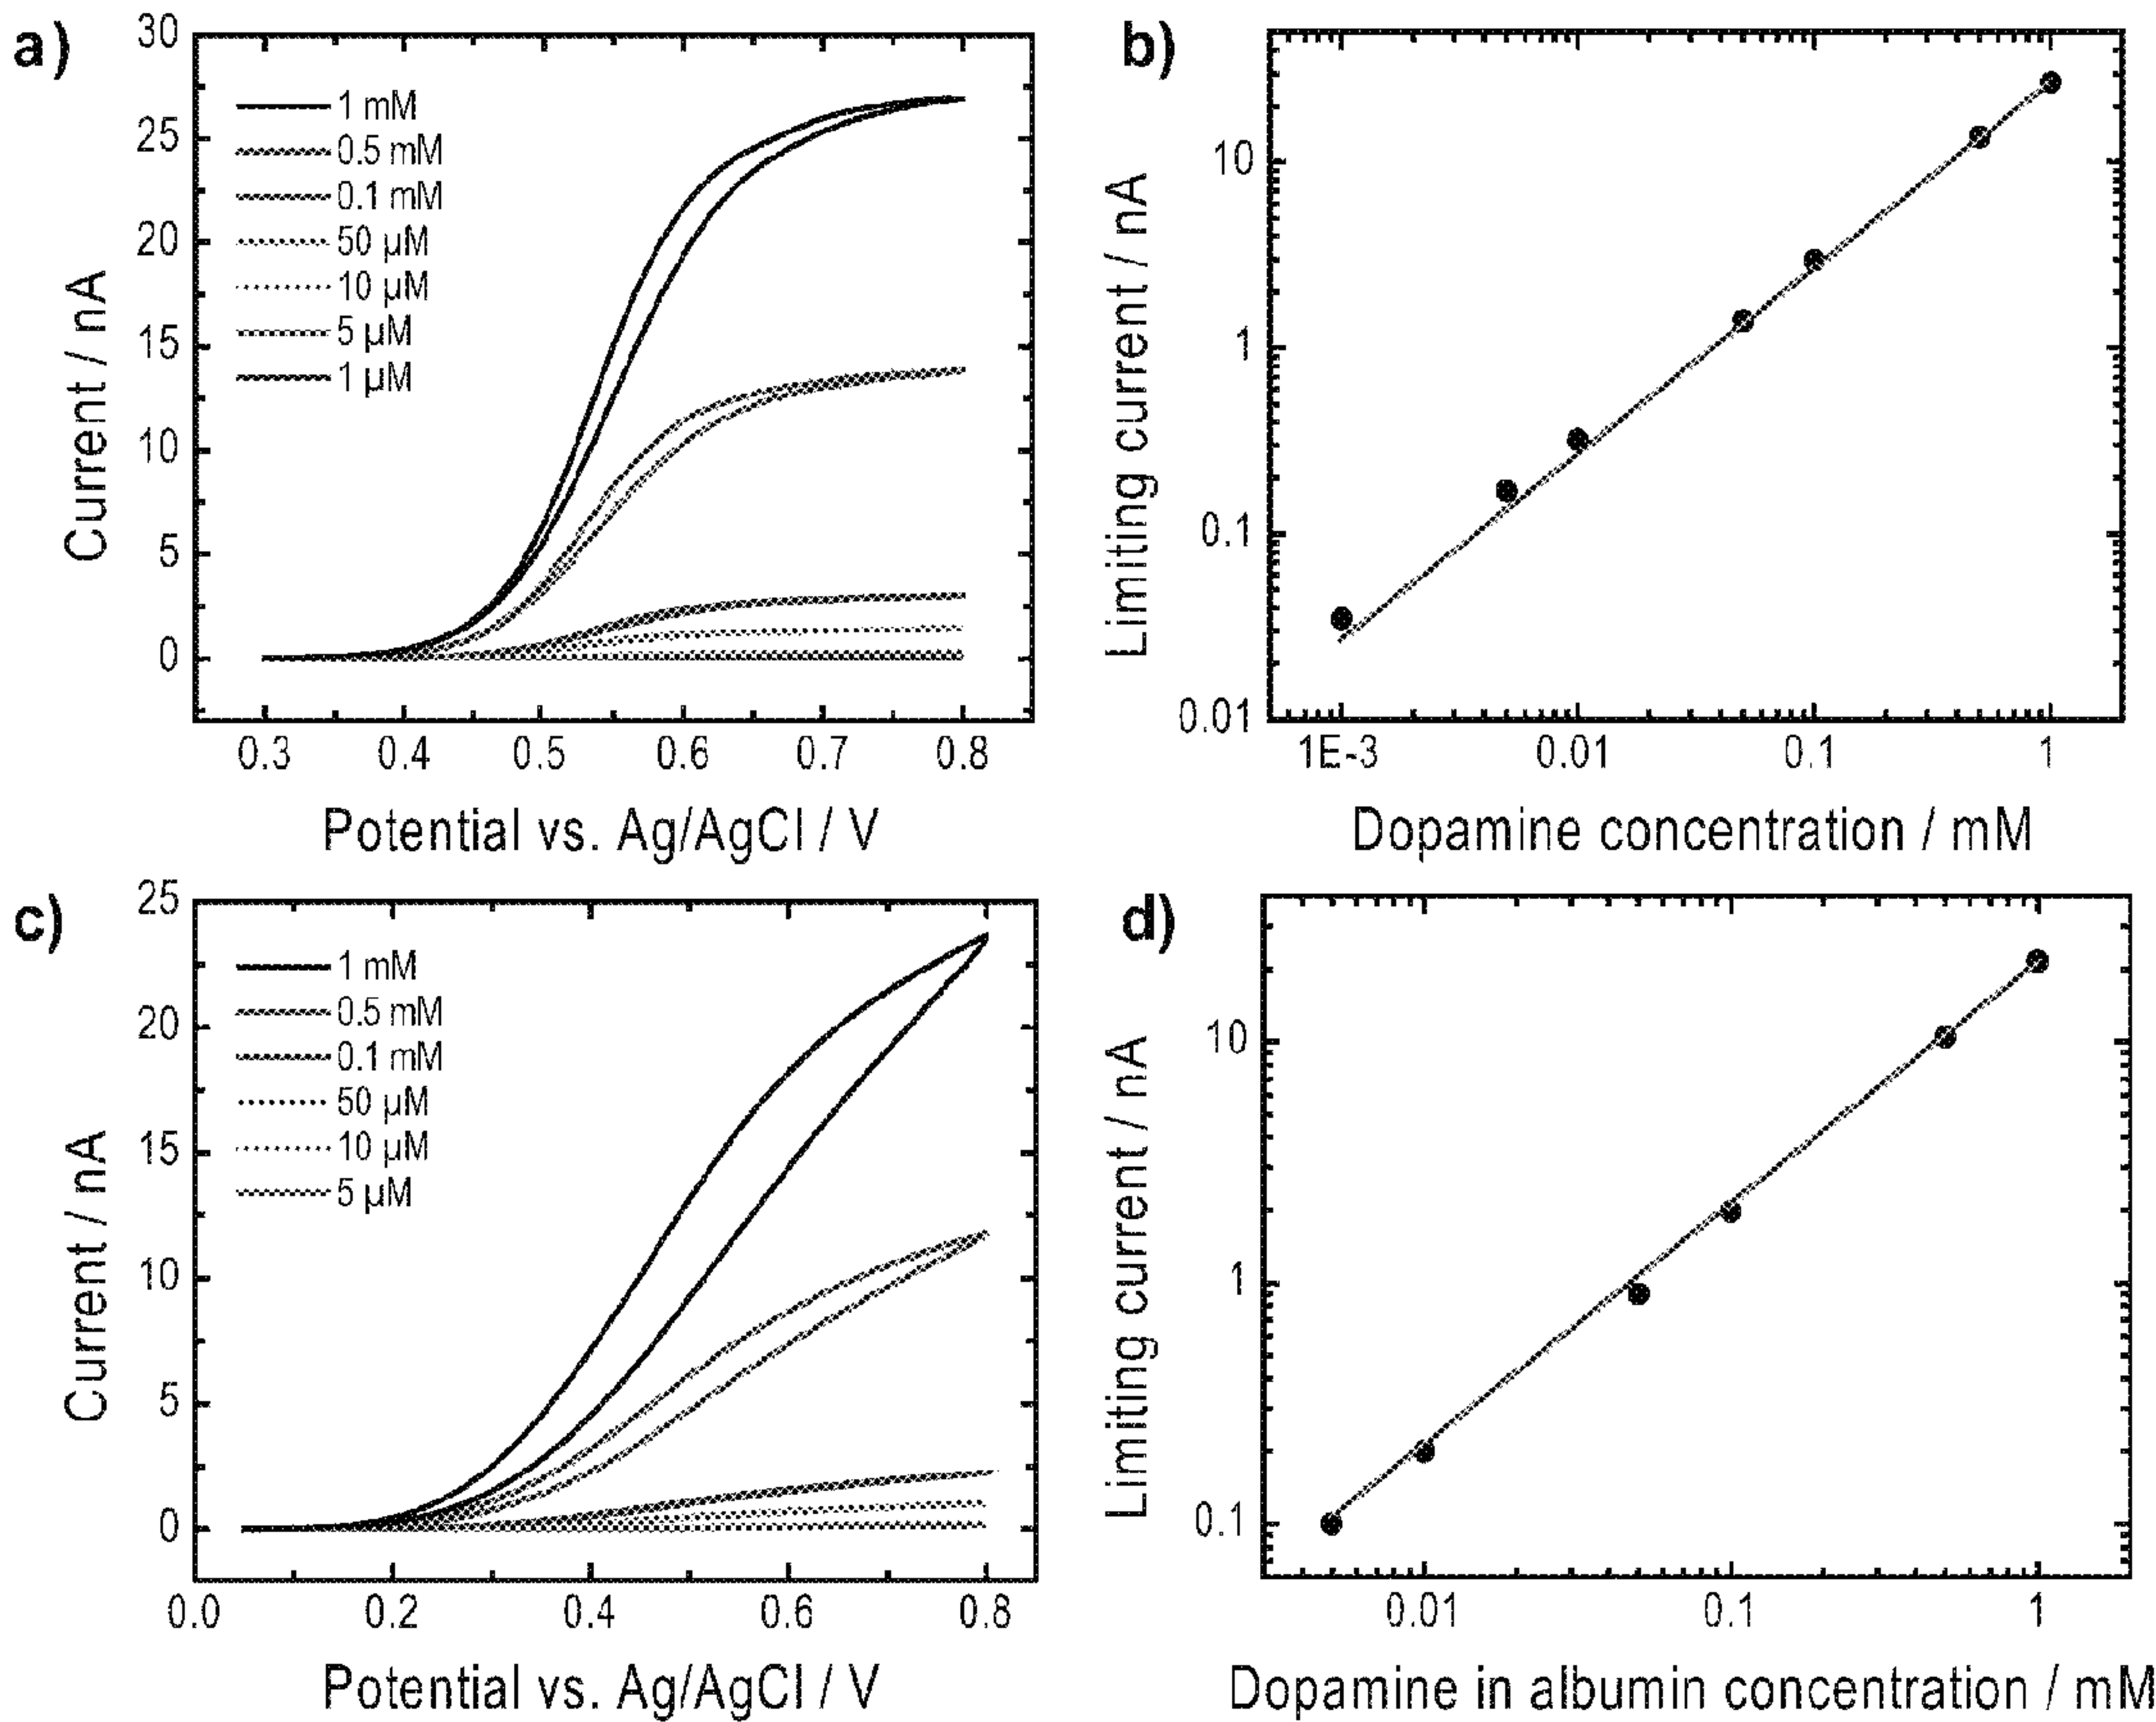 a)
30
25
20
15
10
5
0
Current / nA
1 mM
0.5 mM
0.1 mM
50 µM
10 µM
5 µM
1 µM
0.3 0.4 0.5 0.6 0.7 0.8
Potential vs. Ag/AgCl / V
b)
10
1
0.1
0.01
Limiting current / nA
1E-3 0.01 0.1 1
Dopamine concentration / mM
c)
25
20
15
10
5
0
Current / nA
1 mM
0.5 mM
0.1 mM
50 µM
10 µM
5 µM
0.0 0.2 0.4 0.6 0.8
Potential vs. Ag/AgCl / V
d)
10
1
0.1
Limiting current / nA
0.01 0.1 1
Dopamine in albumin concentration / mM